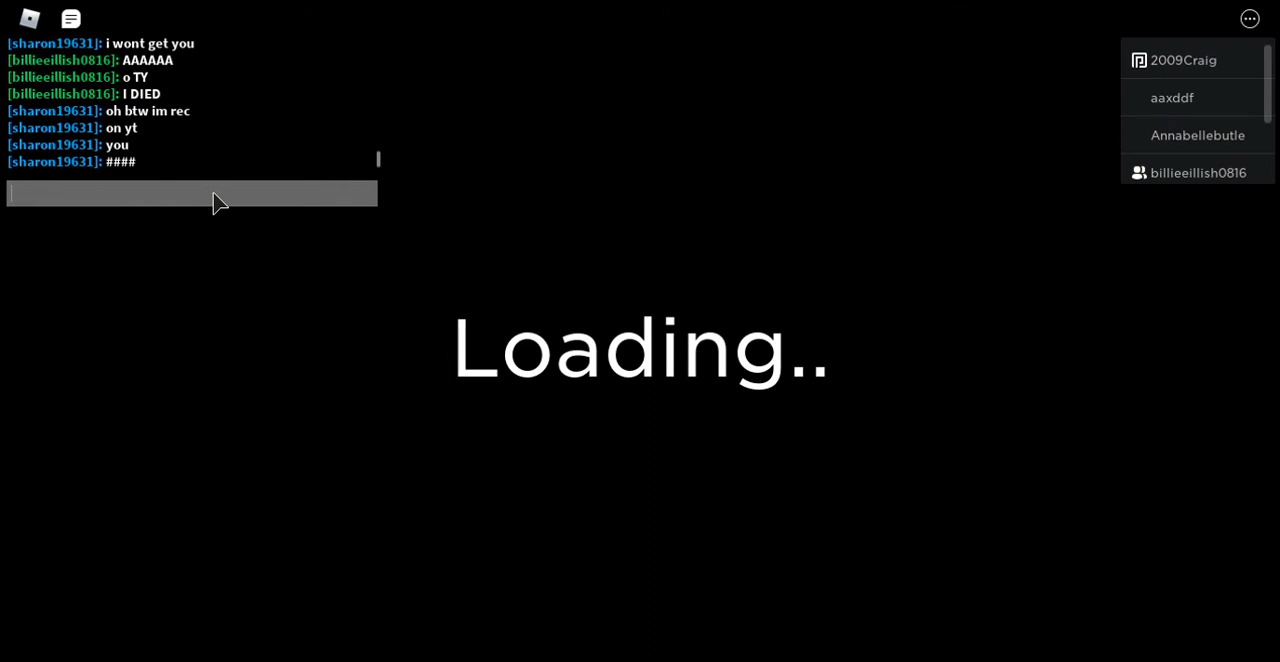 [sharon19631]: i wont get you
[billieeillish0816]: AAAAAA
[billieeillish0816]: o TY
[billieeillish0816]: I DIED
[sharon19631]: oh btw im rec
[sharon19631]: on yt
[sharon19631]: you
[sharon19631]: ####
2009Craig
aaxddf
Annabellebutle
billieeillish0816
Loading..